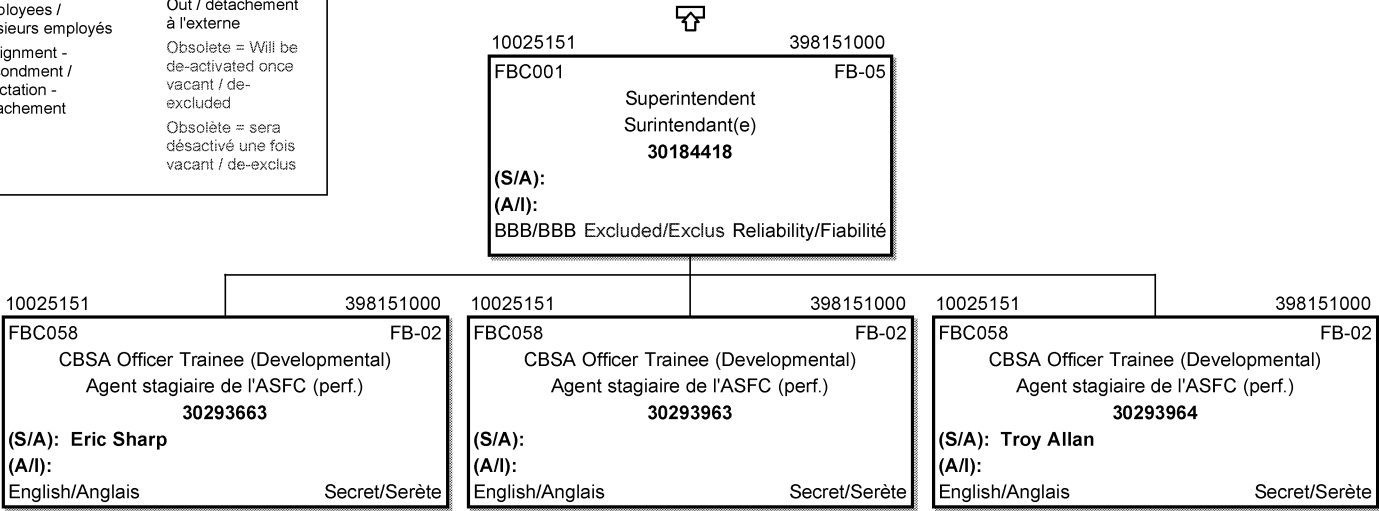 ployees /
sieurs employés
ignment -
ondment /
ctation -
achement
Out / détachement
à l'externe
Obsolete = Will be
de-activated once
vacant / de-
excluded
Obsolète = sera
désactivé une fois
vacant / de-exclus
10025151 398151000
FBC001 FB-05
Superintendent
Surintendant(e)
30184418
(S/A):
(A/I):
BBB/BBB Excluded/Exclus Reliability/Fiabilité
10025151 398151000
FBC058 FB-02
CBSA Officer Trainee (Developmental)
Agent stagiaire de l'ASFC (perf.)
30293663
(S/A): Eric Sharp
(A/I):
English/Anglais Secret/Serète
10025151 398151000
FBC058 FB-02
CBSA Officer Trainee (Developmental)
Agent stagiaire de l'ASFC (perf.)
30293963
(S/A):
(A/I):
English/Anglais Secret/Serète
10025151 398151000
FBC058 FB-02
CBSA Officer Trainee (Developmental)
Agent stagiaire de l'ASFC (perf.)
30293964
(S/A): Troy Allan
(A/I):
English/Anglais Secret/Serète